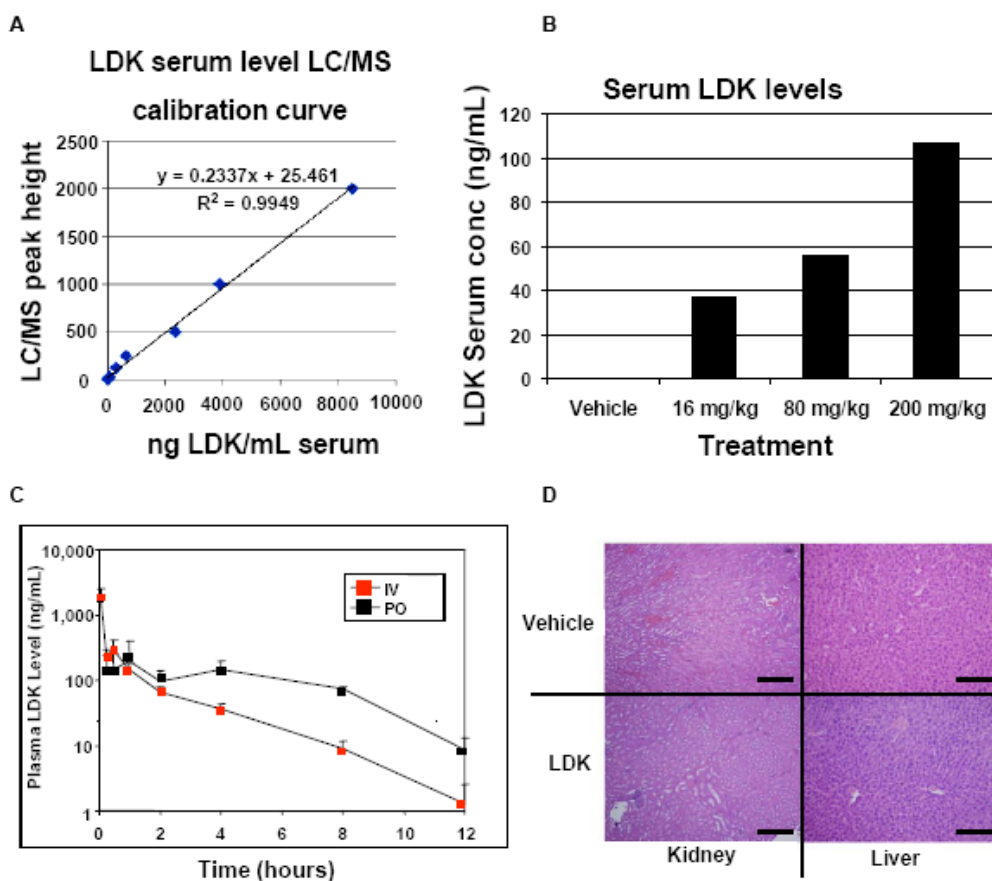 A
LDK serum level LC/MS
calibration curve
2500
2000
1500
1000
500
0
y = 0.2337x + 25.461
R² = 0.9949
LC/MS peak height
0 2000 4000 6000 8000 10000
ng LDK/mL serum
B
Serum LDK levels
120
100
80
60
40
20
0
LDK Serum conc (ng/mL)
Vehicle 16 mg/kg 80 mg/kg 200 mg/kg
Treatment
C
10,000
1,000
100
10
1
Plasma LDK Level (ng/mL)
IV
PO
0 2 4 6 8 10 12
Time (hours)
D
Vehicle
LDK
Kidney Liver